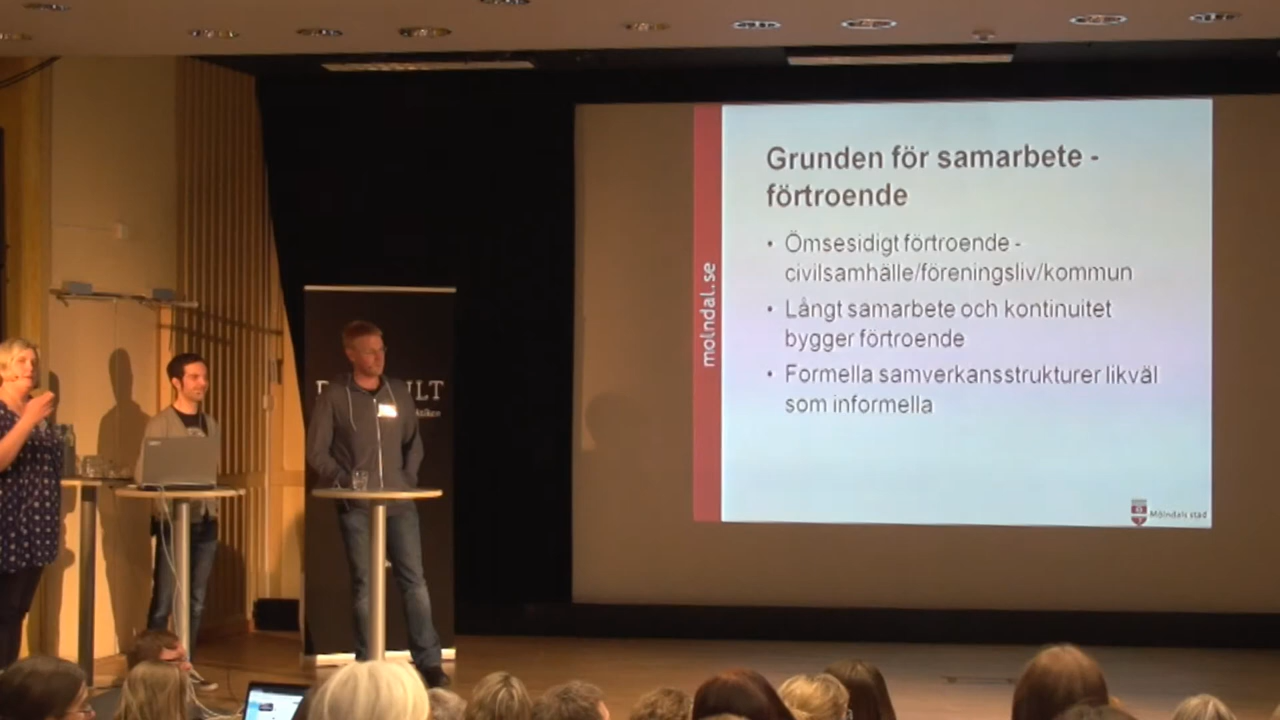 Grunden för samarbete -
förtroende
• Ömsesidigt förtroende -
civilsamhälle/föreningsliv/kommun
• Långt samarbete och kontinuitet
bygger förtroende
• Formella samverkansstrukturer likväl
som informella
molndal.se
Mölndals stad